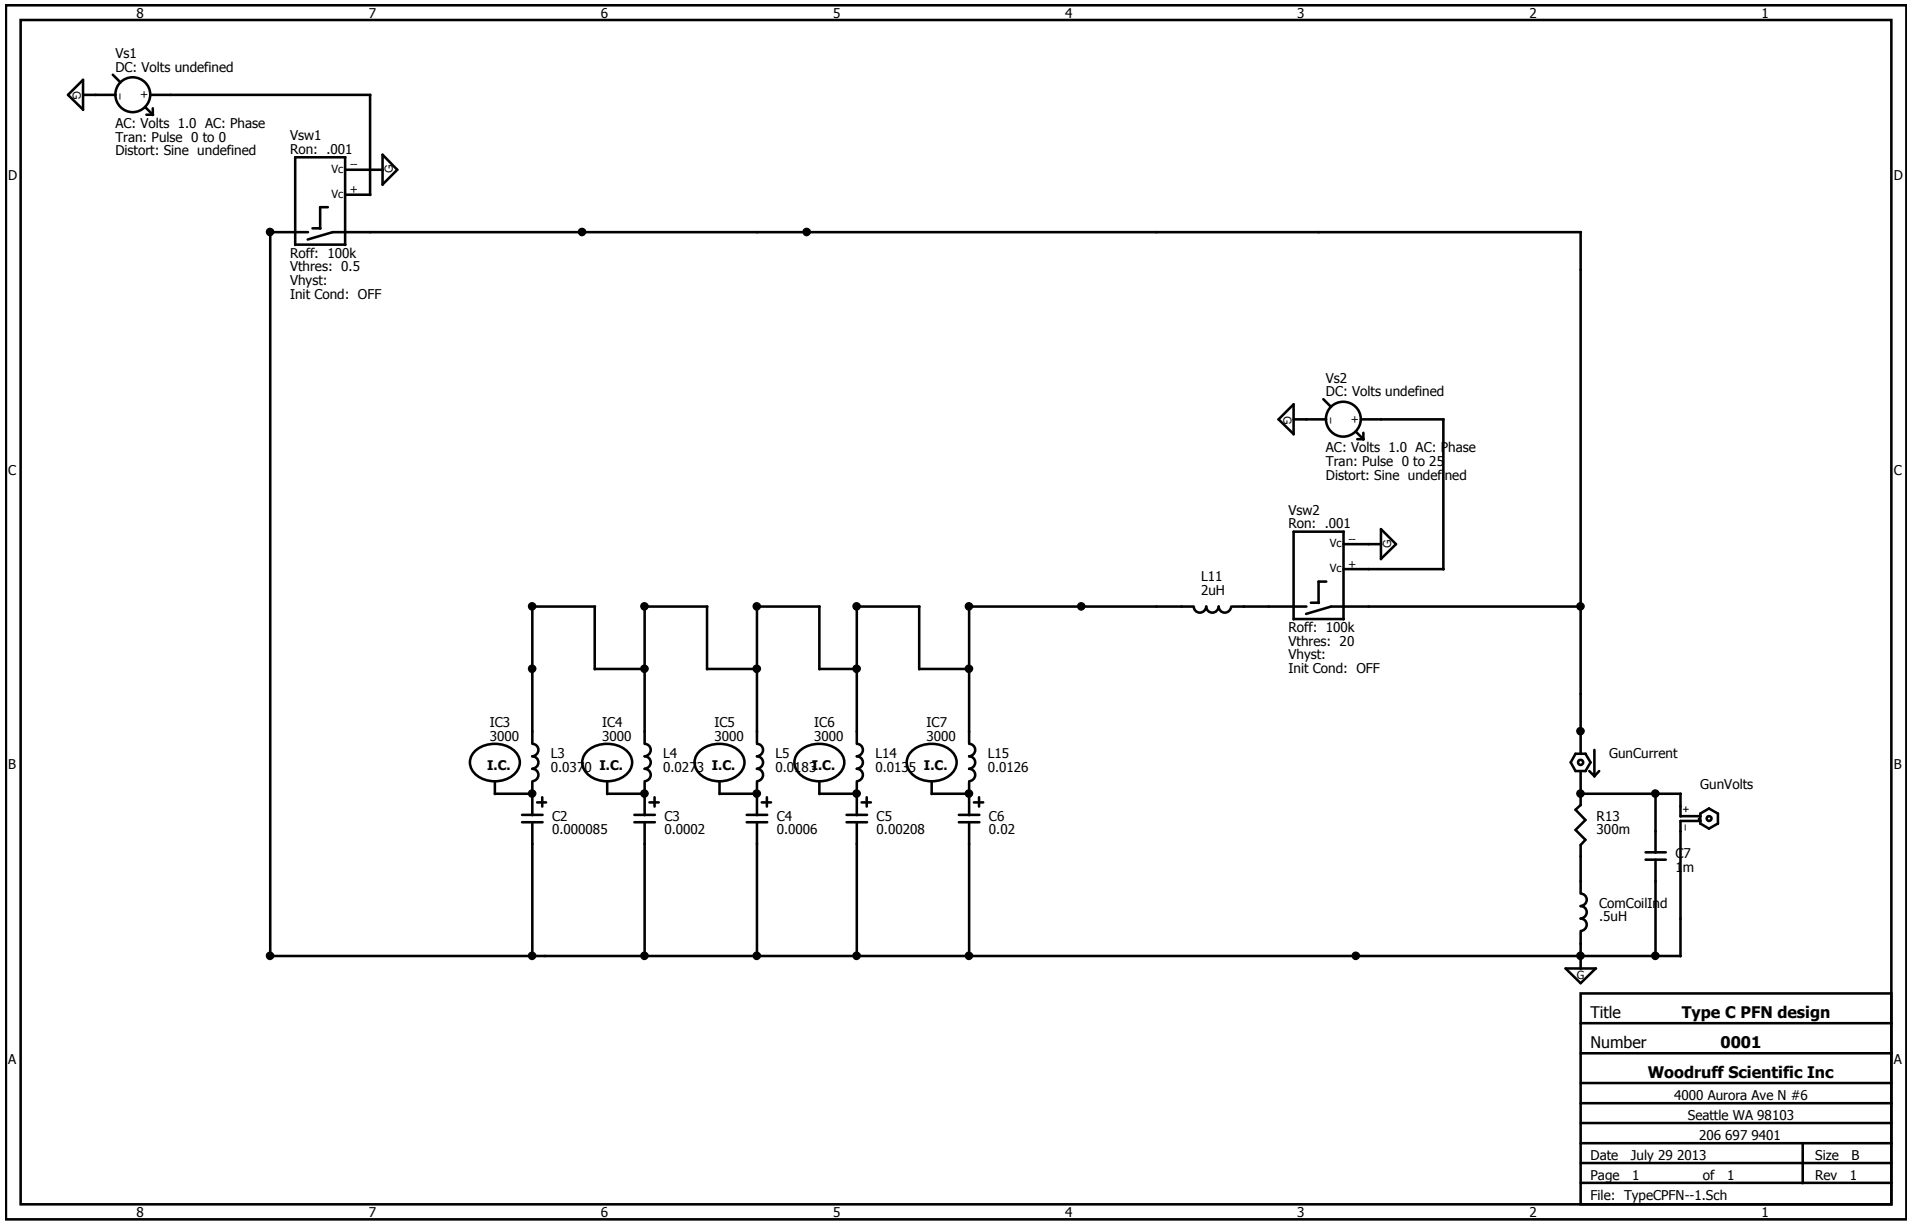 8 7 6 5 4 3 2 1
Vs1
DC: Volts undefined
G
- +
AC: Volts 1.0 AC: Phase
Tran: Pulse 0 to 0
Distort: Sine undefined
Vsw1
Ron: .001
Vc -- G
Vc +
D D
Roff: 100k
Vthres: 0.5
Vhyst:
Init Cond: OFF
Vs2
DC: Volts undefined
G
- +
AC: Volts 1.0 AC: Phase
Tran: Pulse 0 to 25
Distort: Sine undefined
C C
Vsw2
Ron: .001
Vc -- G
Vc +
L11
2uH
Roff: 100k
Vthres: 20
Vhyst:
Init Cond: OFF
IC3
3000
I.C.
L3
0.0370
IC4
3000
I.C.
L4
0.0273
IC5
3000
I.C.
L5
0.0183
IC6
3000
I.C.
L14
0.0135
IC7
3000
I.C.
L15
0.0126
B B
+ + + + +
C2
0.000085
C3
0.0002
C4
0.0006
C5
0.00208
C6
0.02
GunCurrent
GunVolts
+
-
R13
300m
C7
1m
ComCoilInd
.5uH
G
A A
Title Type C PFN design
Number 0001
Woodruff Scientific Inc
4000 Aurora Ave N #6
Seattle WA 98103
206 697 9401
Date July 29 2013 Size B
Page 1 of 1 Rev 1
File: TypeCPFN--1.Sch
8 7 6 5 4 3 2 1